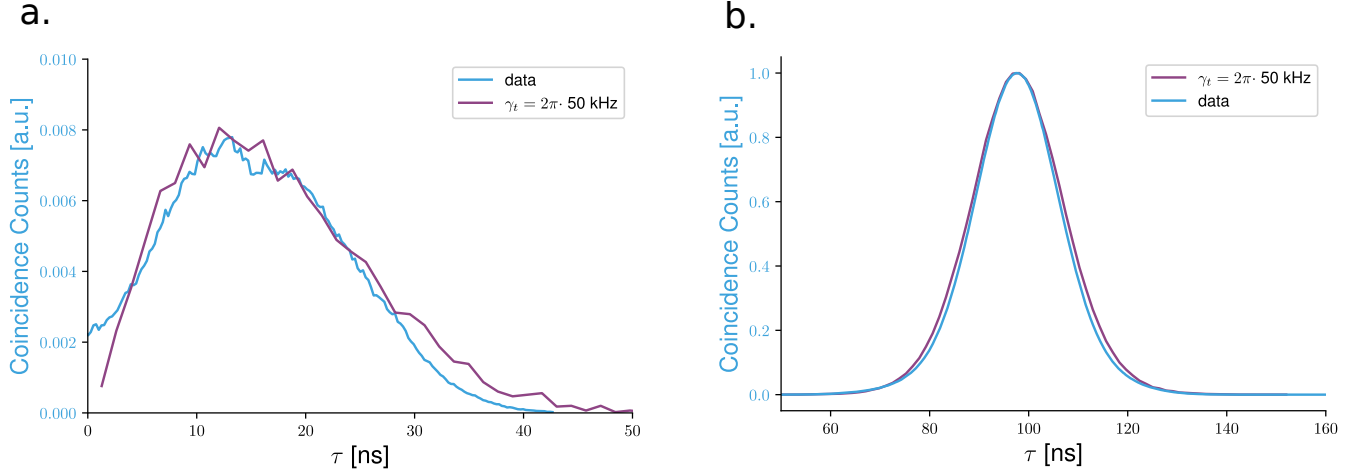 a.
Coincidence Counts [a.u.]
0.010
0.008
0.006
0.004
0.002
0.000
data
γₜ = 2π· 50 kHz
0 10 20 30 40 50
τ [ns]
b.
Coincidence Counts [a.u.]
1.0
0.8
0.6
0.4
0.2
0.0
γₜ = 2π· 50 kHz
data
60 80 100 120 140 160
τ [ns]